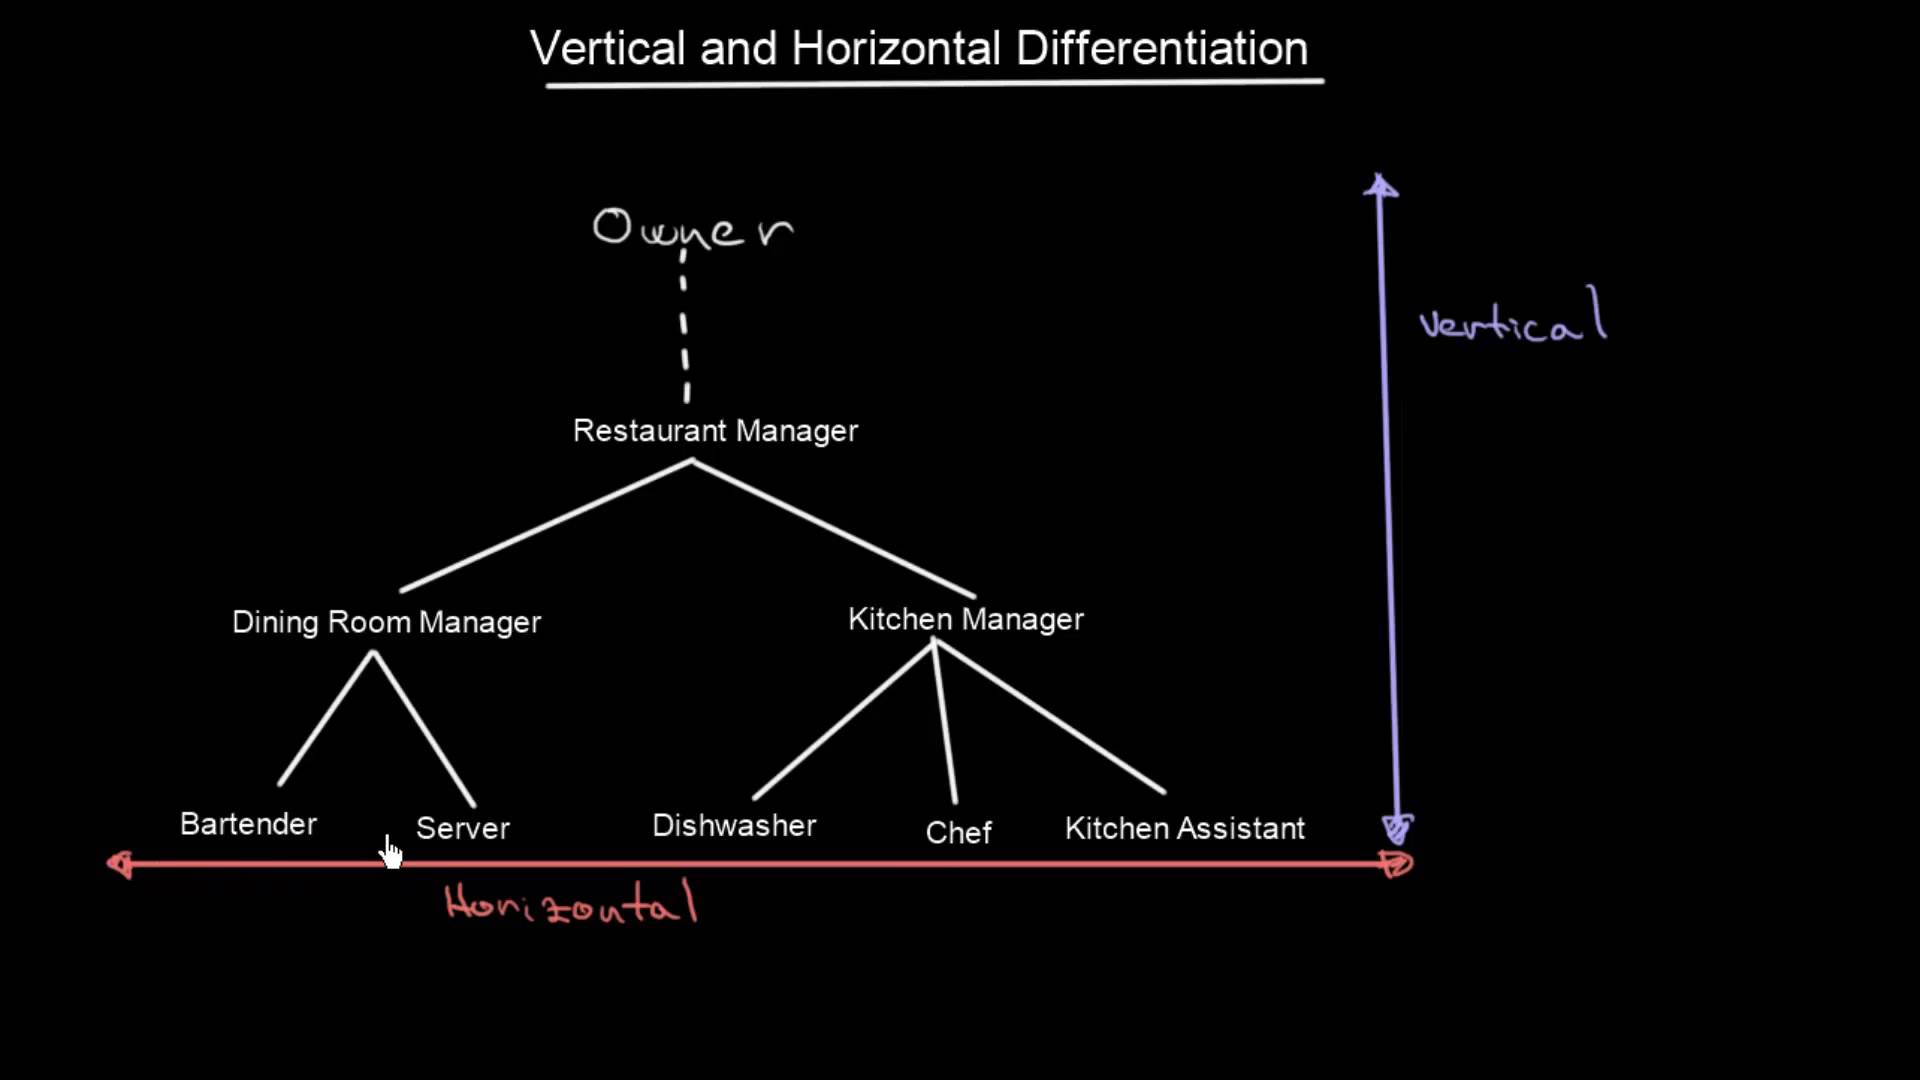 Vertical and Horizontal Differentiation
Owner
vertical
Restaurant Manager
Dining Room Manager
Kitchen Manager
Bartender
Server
Dishwasher
Chef
Kitchen Assistant
Horizontal